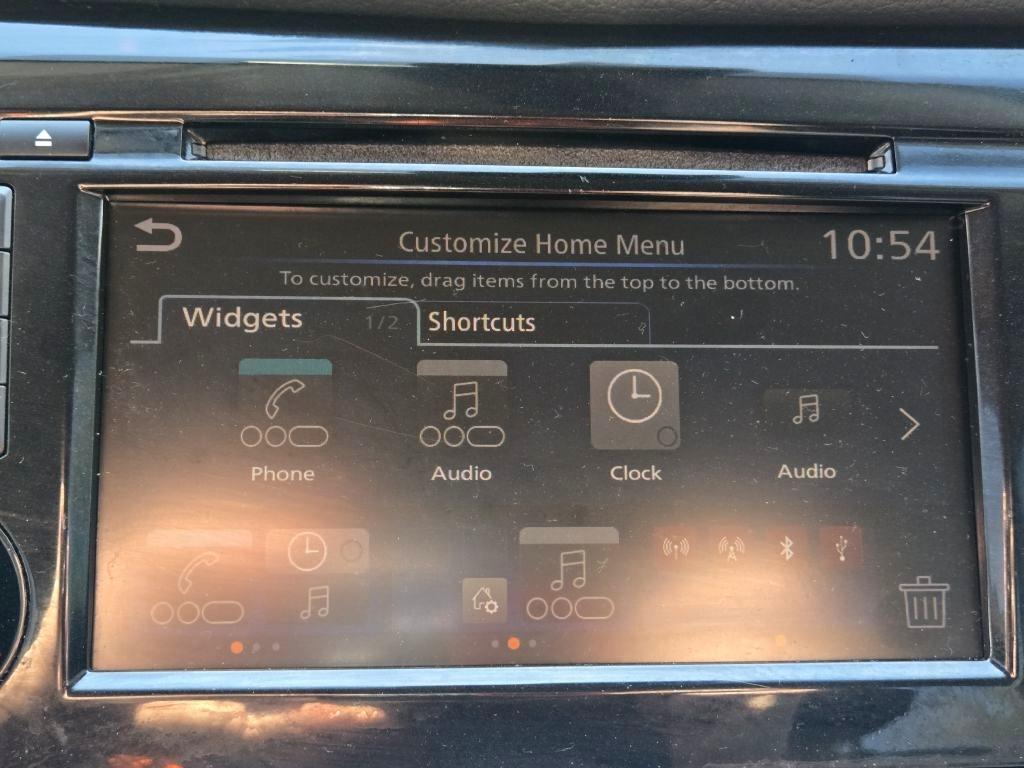 Customize Home Menu
10:54
To customize, drag items from the top to the bottom.
Widgets 1/2 Shortcuts
Phone Audio Clock Audio